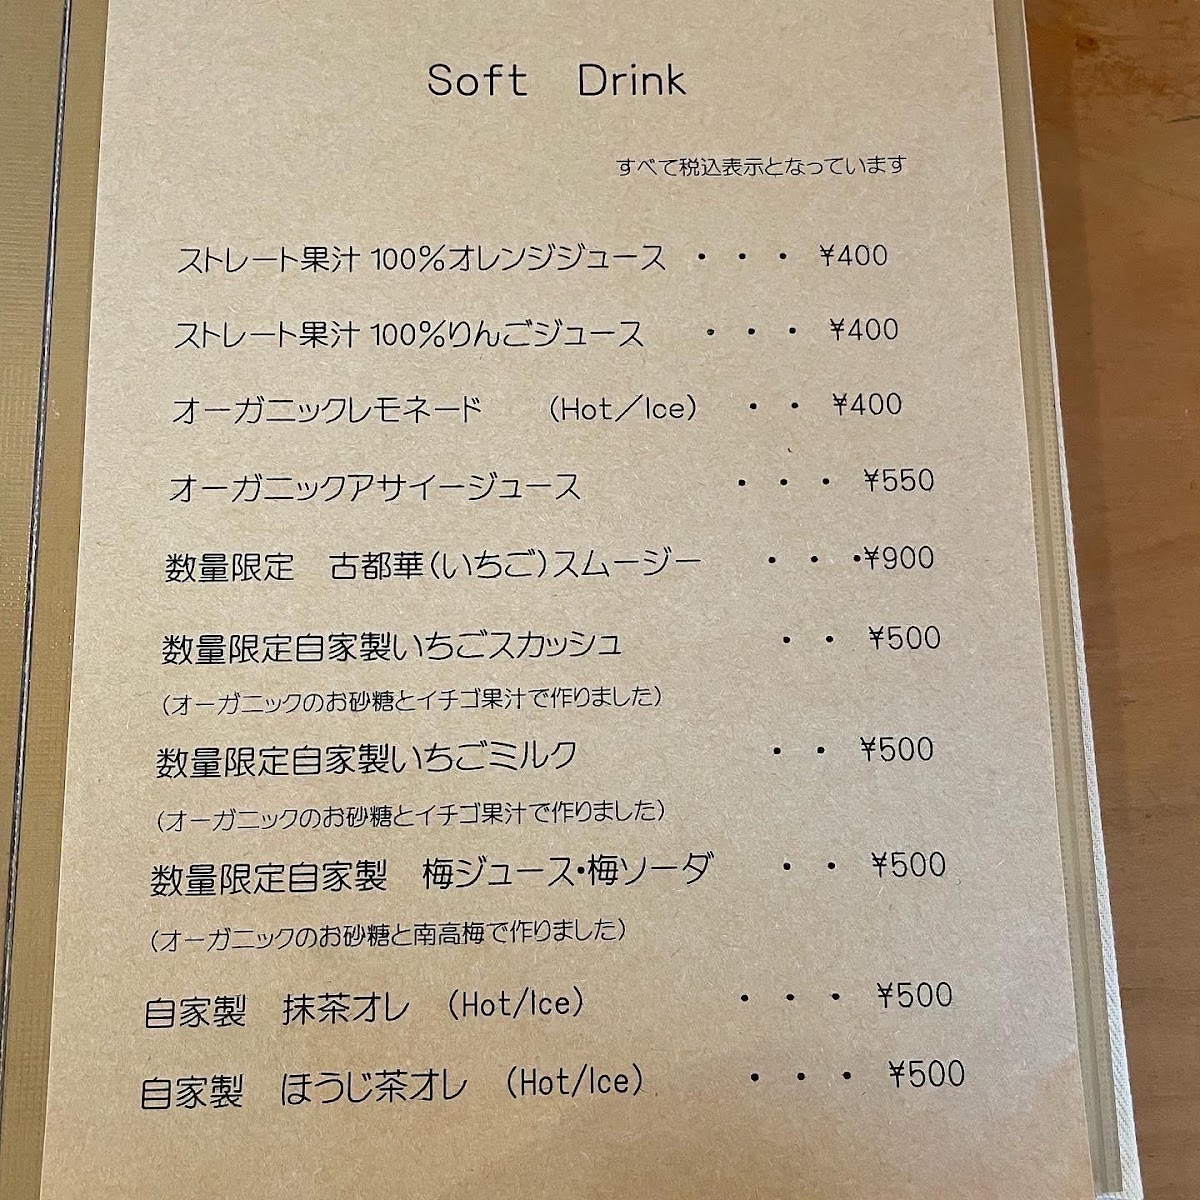 Soft Drink
すべて税込表示となっています
ストレート果汁100%オレンジジュース ・・・ ¥400
ストレート果汁100%りんごジュース ・・・ ¥400
オーガニックレモネード (Hot/Ice) ・・ ¥400
オーガニックアサイージュース ・・・ ¥550
数量限定 古都華(いちご)スムージー ・・・¥900
数量限定自家製いちごスカッシュ ・・ ¥500
(オーガニックのお砂糖とイチゴ果汁で作りました)
数量限定自家製いちごミルク ・・ ¥500
(オーガニックのお砂糖とイチゴ果汁で作りました)
数量限定自家製 梅ジュース・梅ソーダ ・・ ¥500
(オーガニックのお砂糖と南高梅で作りました)
自家製 抹茶オレ (Hot/Ice) ・・・ ¥500
自家製 ほうじ茶オレ (Hot/Ice) ・・・ ¥500